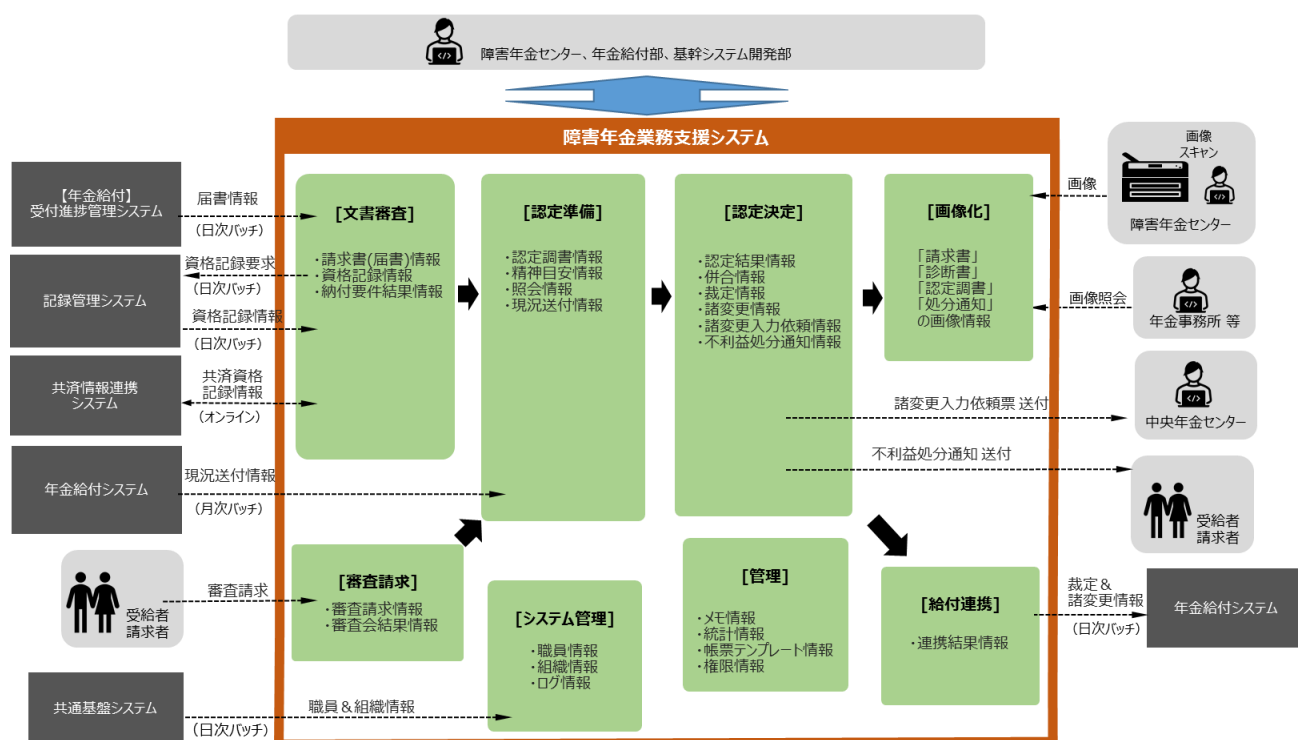 障害年金センター、年金給付部、基幹システム開発部
障害年金業務支援システム
【年金給付】
受付進捗管理システム
届書情報
(日次バッチ)
記録管理システム
資格記録要求
(日次バッチ)
資格記録情報
(日次バッチ)
共済情報連携
システム
共済資格
記録情報
(オンライン)
年金給付システム
現況送付情報
(月次バッチ)
受給者
請求者
審査請求
共通基盤システム
職員&組織情報
(日次バッチ)
[文書審査]
・請求書(届書)情報
・資格記録情報
・納付要件結果情報
[認定準備]
・認定調書情報
・精神目安情報
・照会情報
・現況送付情報
[認定決定]
・認定結果情報
・併合情報
・裁定情報
・諸変更情報
・諸変更入力依頼情報
・不利益処分通知情報
[画像化]
「請求書」
「診断書」
「認定調書」
「処分通知」
の画像情報
[審査請求]
・審査請求情報
・審査会結果情報
[システム管理]
・職員情報
・組織情報
・ログ情報
[管理]
・メモ情報
・統計情報
・帳票テンプレート情報
・権限情報
[給付連携]
・連携結果情報
画像
画像
スキャン
障害年金センター
画像照会
年金事務所 等
諸変更入力依頼票 送付
中央年金センター
不利益処分通知 送付
受給者
請求者
裁定&
諸変更情報
(日次バッチ)
年金給付システム